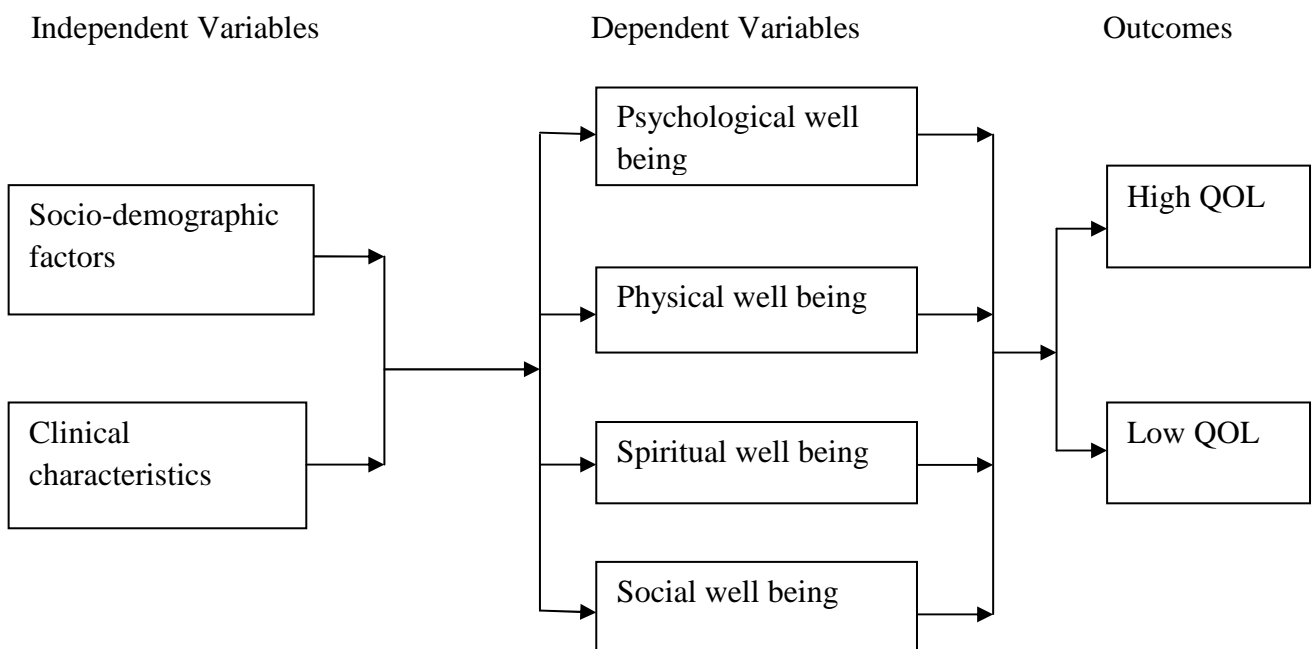 Independent Variables
Dependent Variables
Outcomes
Socio-demographic
factors
Clinical
characteristics
Psychological well
being
Physical well being
Spiritual well being
Social well being
High QOL
Low QOL